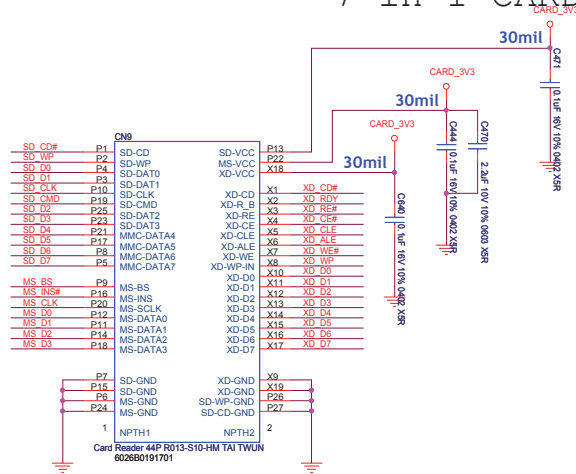 7 IN 1 CARD
CARD_3V3
30mil
C471
0.1uF 16V 10% 0402 X5R
CARD_3V3
30mil
C444
0.1uF 16V 10% 0402 X5R
C470
2.2uF 10V 10% 0603 X5R
CARD_3V3
30mil
C640
0.1uF 16V 10% 0402 X5R
CN9
SD_CD# P1 SD-CD SD-VCC P13
SD_WP P2 SD-WP MS-VCC P22
SD_D0 P4 SD-DAT0 XD-VCC X18
SD_D1 P3 SD-DAT1
SD_CLK P10 SD-CLK XD-CD X1 XD_CD#
SD_CMD P19 SD-CMD XD-R_B X2 XD_RDY
SD_D2 P25 SD-DAT2 XD-RE X3 XD_RE#
SD_D3 P23 SD-DAT3 XD-CE X4 XD_CE#
SD_D4 P21 MMC-DATA4 XD-CLE X5 XD_CLE
SD_D5 P17 MMC-DATA5 XD-ALE X6 XD_ALE
SD_D6 P8 MMC-DATA6 XD-WE X7 XD_WE#
SD_D7 P5 MMC-DATA7 XD-WP-IN X8 XD_WP
XD-D0 X10 XD_D0
MS_BS P9 MS-BS XD-D1 X11 XD_D1
MS_INS# P16 MS-INS XD-D2 X12 XD_D2
MS_CLK P20 MS-SCLK XD-D3 X13 XD_D3
MS_D0 P12 MS-DATA0 XD-D4 X14 XD_D4
MS_D1 P11 MS-DATA1 XD-D5 X15 XD_D5
MS_D2 P14 MS-DATA2 XD-D6 X16 XD_D6
MS_D3 P18 MS-DATA3 XD-D7 X17 XD_D7
P7 SD-GND XD-GND X9
P15 SD-GND XD-GND X19
P6 MS-GND SD-WP-GND P26
P24 MS-GND SD-CD-GND P27
1 NPTH1 NPTH2 2
Card Reader 44P R013-S10-HM TAI TWUN
6026B0191701